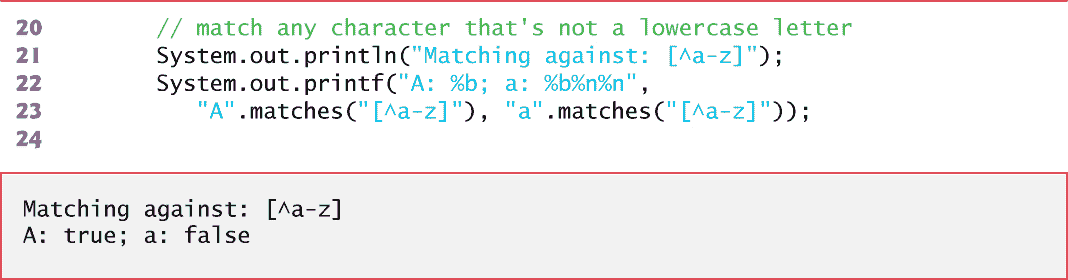 20 // match any character that's not a lowercase letter
21 System.out.println("Matching against: [^a-z]");
22 System.out.printf("A: %b; a: %b%n%n",
23 "A".matches("[^a-z]"), "a".matches("[^a-z]"));
24
Matching against: [^a-z]
A: true; a: false